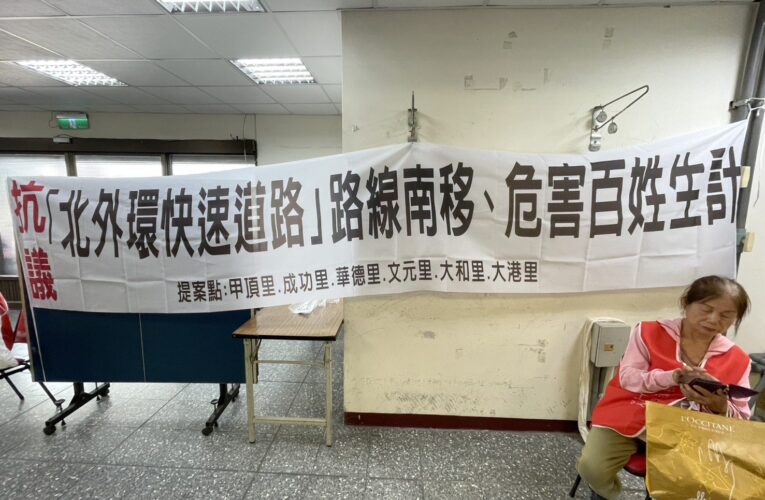 抗議
「北外環快速道路」路線南移、危害百姓生計
提案點:甲頂里.成功里.華德里.文元里.大和里.大港里
L'OCCITANE